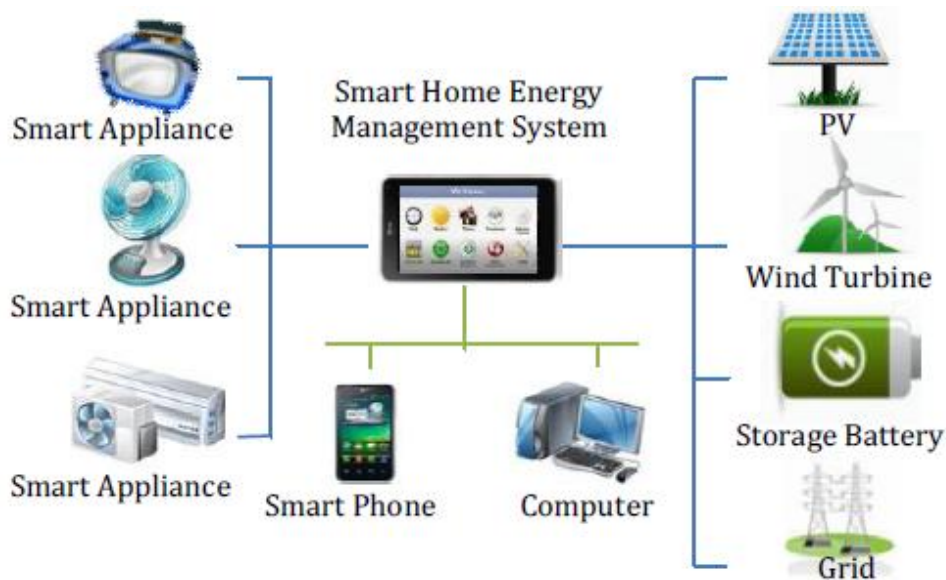 Smart Appliance
Smart Appliance
Smart Appliance
Smart Home Energy
Management System
Smart Phone
Computer
PV
Wind Turbine
Storage Battery
Grid